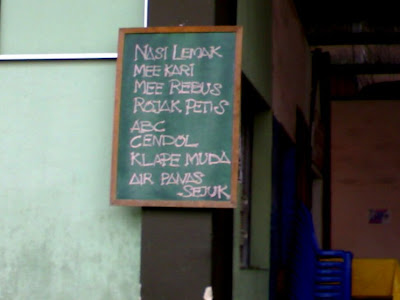 NASI LEMAK
MEE KARI
MEE REBUS
ROJAK PETIS
ABC
CENDOL
KLAPE MUDA
AIR PANAS
SEJUK